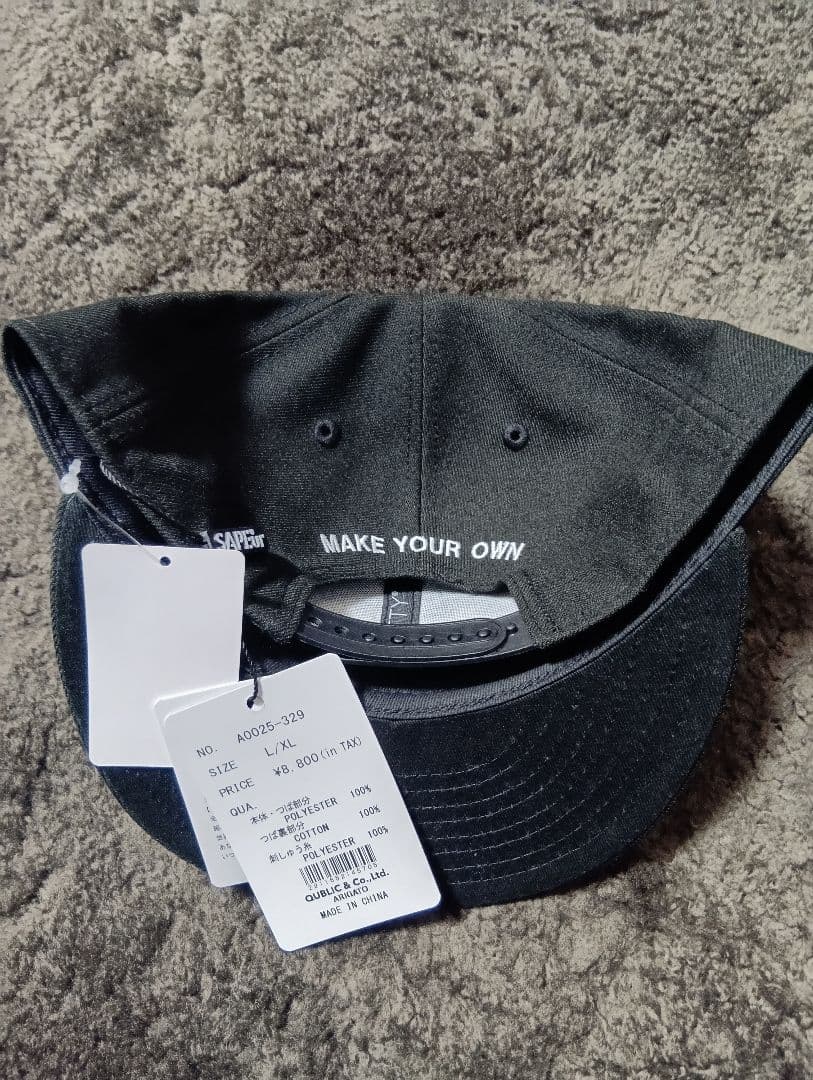 SAPEur
MAKE YOUR OWN
NO. A0025-329
SIZE L/XL
PRICE ¥8,800(in TAX)
QUA.
本体・つば部分
POLYESTER 100%
つば裏部分
COTTON 100%
刺しゅう糸
POLYESTER 100%
QUBLIC & Co.,Ltd.
ARKIATO
MADE IN CHINA